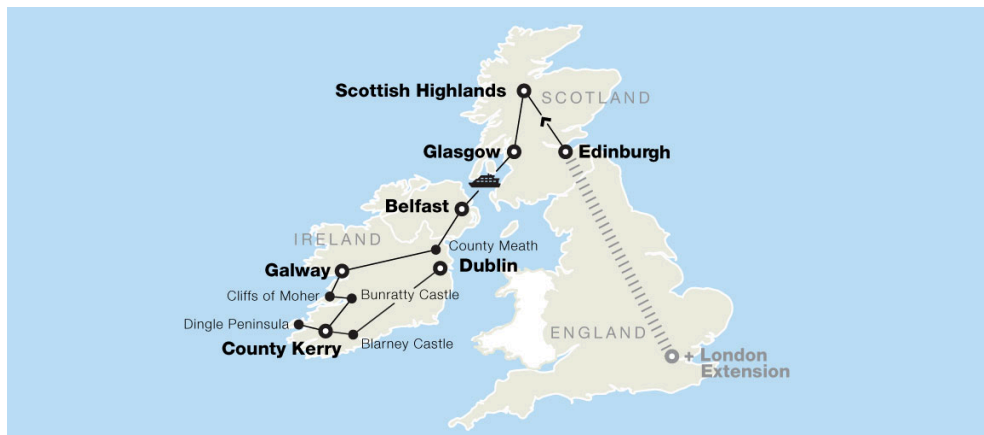 Scottish Highlands
SCOTLAND
Glasgow
Edinburgh
Belfast
IRELAND
County Meath
Galway
Dublin
Cliffs of Moher
Bunratty Castle
Dingle Peninsula
County Kerry
Blarney Castle
ENGLAND
+ London
Extension